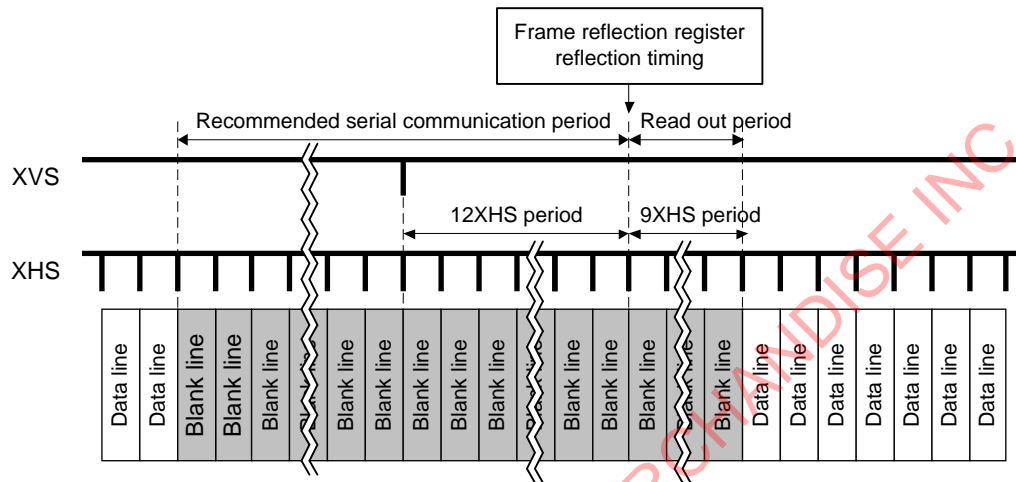 Frame reflection register
reflection timing
Recommended serial communication period
Read out period
XVS
12XHS period
9XHS period
XHS
Data line
Data line
Blank line
Blank line
Blank line
Blank line
Blank line
Blank line
Blank line
Blank line
Blank line
Blank line
Blank line
Blank line
Data line
Data line
Data line
Data line
Data line
Data line
Data line
RCHANDISE INC